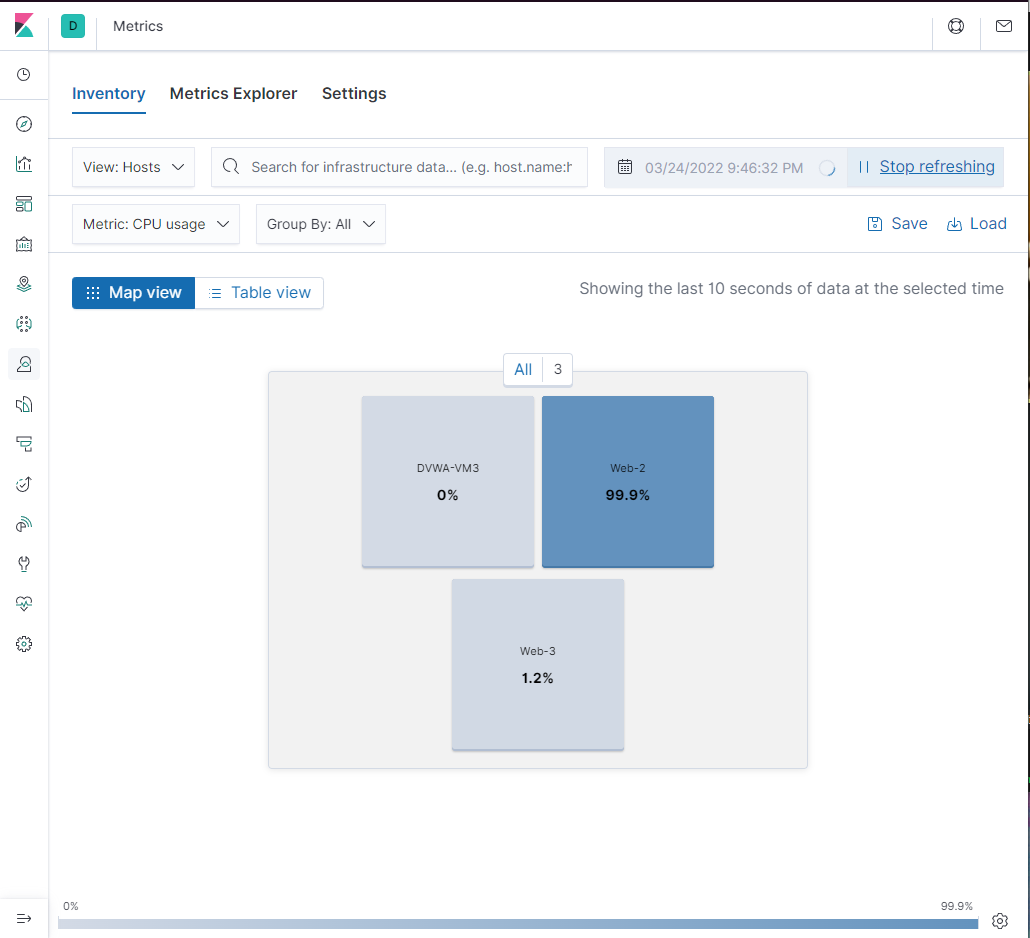 D Metrics
Inventory Metrics Explorer Settings
View: Hosts Search for infrastructure data... (e.g. host.name:h 03/24/2022 9:46:32 PM Stop refreshing
Metric: CPU usage Group By: All Save Load
Map view Table view Showing the last 10 seconds of data at the selected time
All 3
DVWA-VM3 Web-2
0% 99.9%
Web-3
1.2%
0% 99.9%